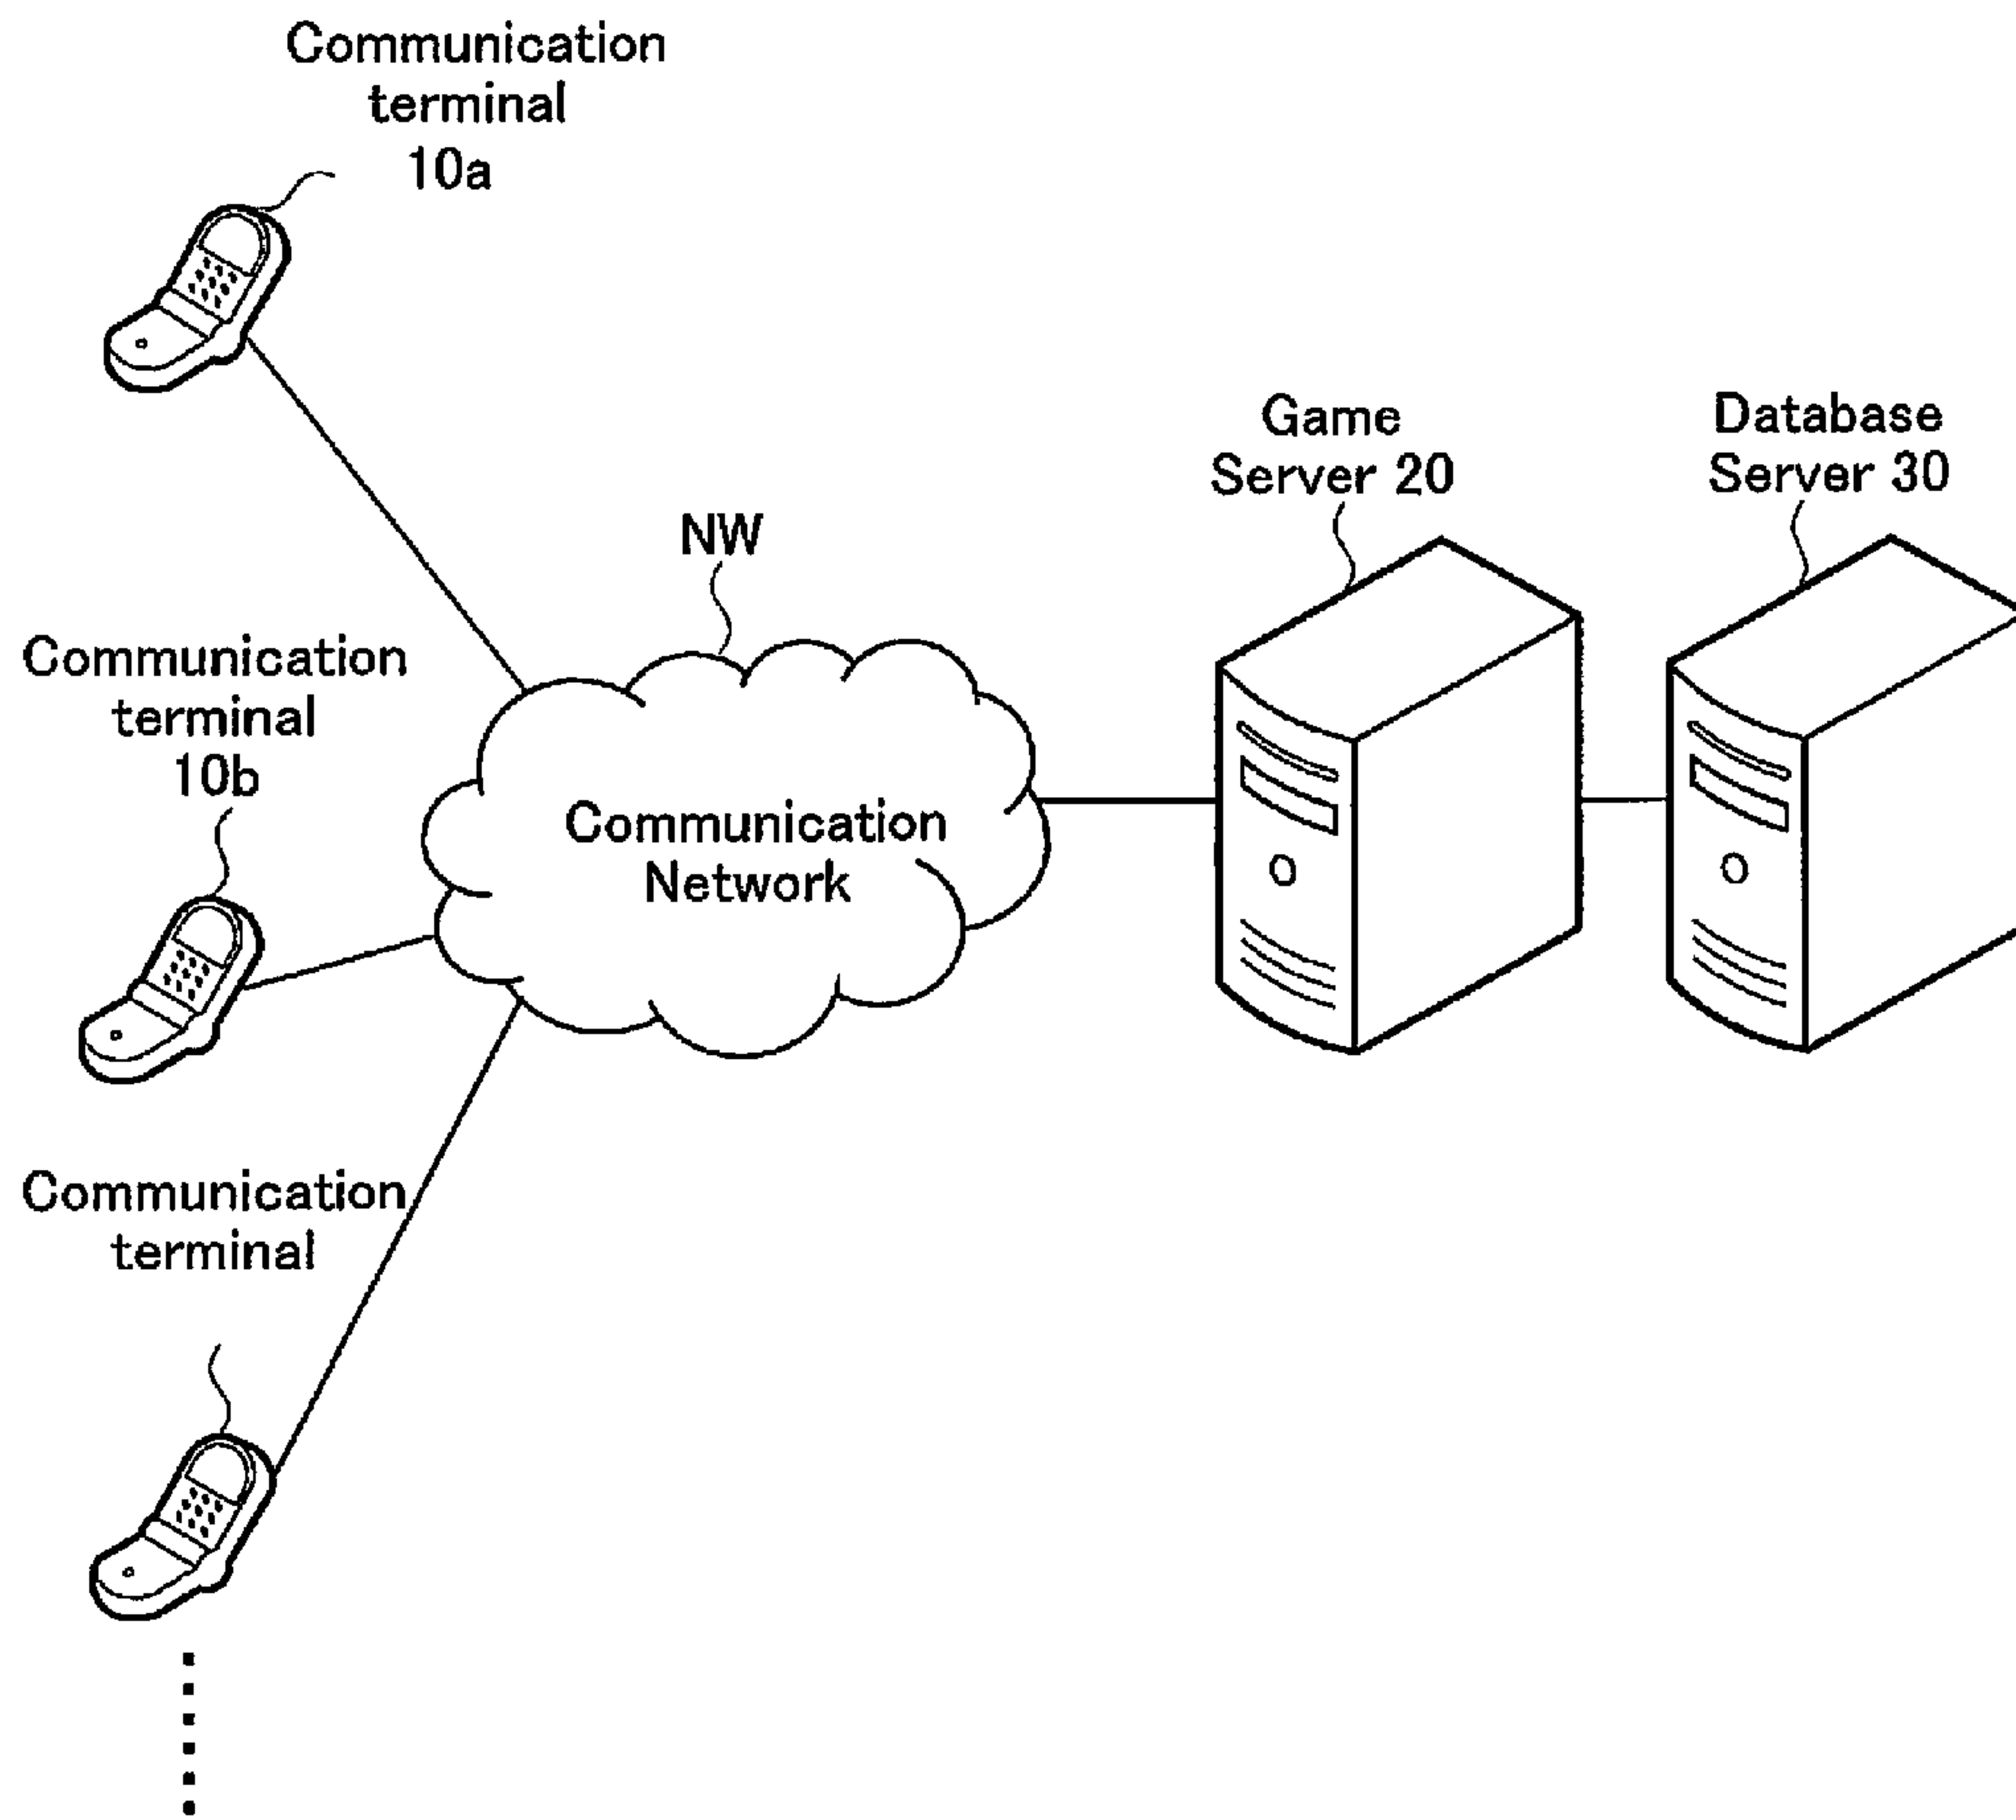 Communication
terminal
10a
Game
Server 20
Database
Server 30
NW
Communication
terminal
10b
Communication
Network
Communication
terminal